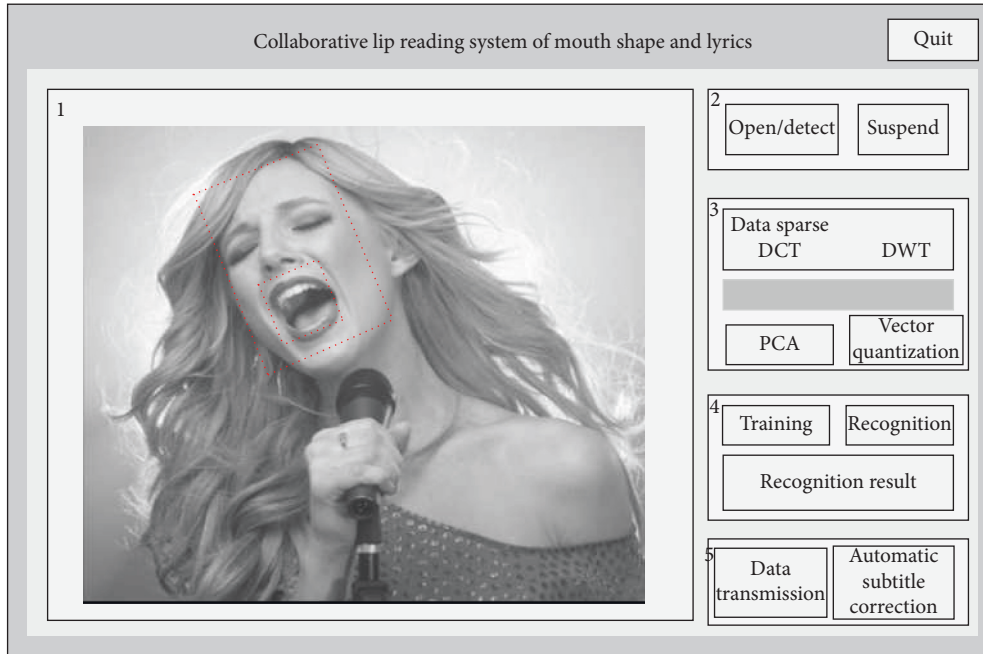 Collaborative lip reading system of mouth shape and lyrics
Quit
1
2
Open/detect
Suspend
3
Data sparse
DCT DWT
PCA
Vector
quantization
4
Training
Recognition
Recognition result
5
Data
transmission
Automatic
subtitle
correction